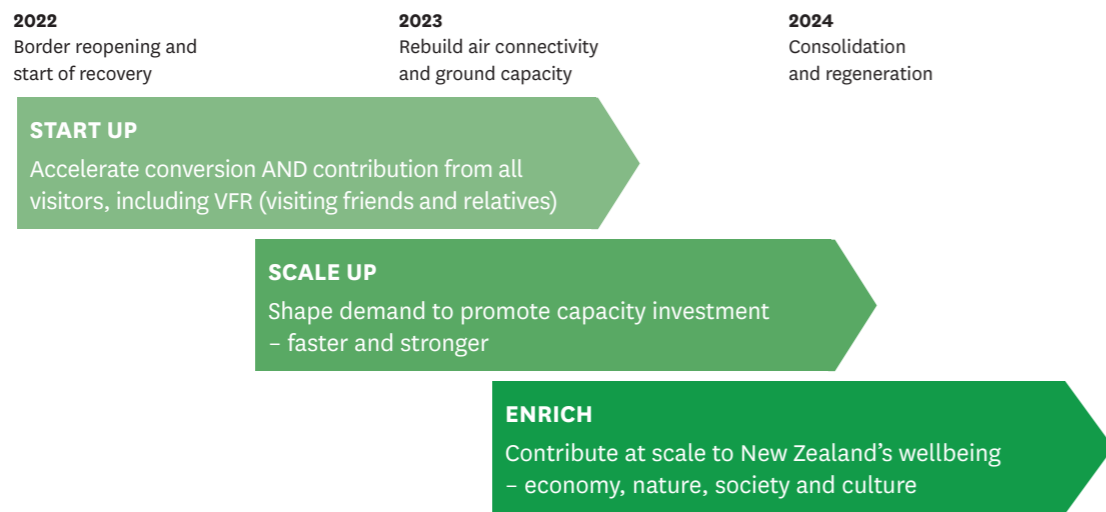 2022
Border reopening and
start of recovery
2023
Rebuild air connectivity
and ground capacity
2024
Consolidation
and regeneration
START UP
Accelerate conversion AND contribution from all
visitors, including VFR (visiting friends and relatives)
SCALE UP
Shape demand to promote capacity investment
– faster and stronger
ENRICH
Contribute at scale to New Zealand’s wellbeing
– economy, nature, society and culture